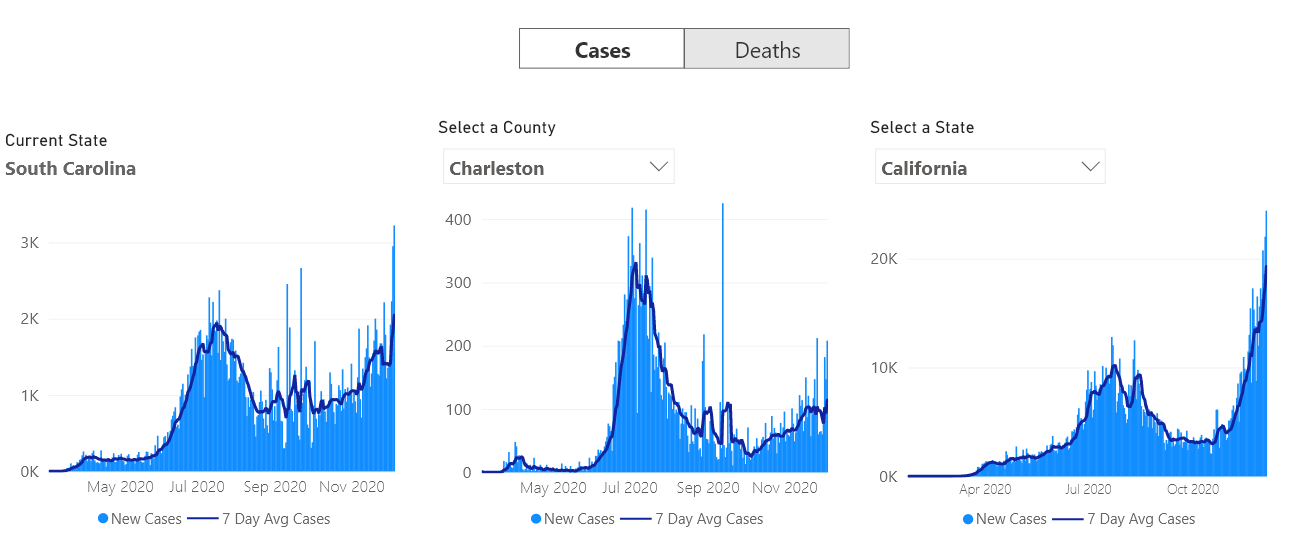 Cases Deaths
Current State
South Carolina
3K
2K
1K
0K
May 2020 Jul 2020 Sep 2020 Nov 2020
New Cases 7 Day Avg Cases
Select a County
Charleston
400
300
200
100
0
May 2020 Jul 2020 Sep 2020 Nov 2020
New Cases 7 Day Avg Cases
Select a State
California
20K
10K
0K
Apr 2020 Jul 2020 Oct 2020
New Cases 7 Day Avg Cases